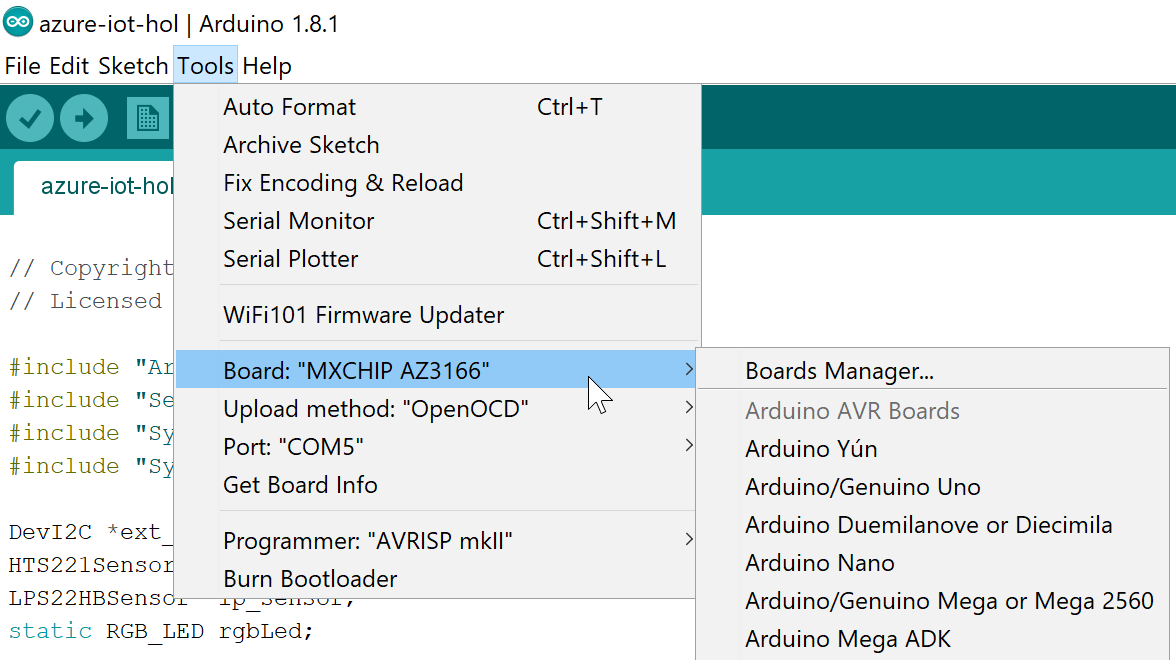 azure-iot-hol | Arduino 1.8.1
File Edit Sketch Tools Help
azure-iot-hol
// Copyright
// Licensed
#include "Ar
#include "Se
#include "Sy
#include "Sy
DevI2C *ext_
HTS221Sensor
LPS22HBSensor
static RGB_LED rgbLed;
Auto Format Ctrl+T
Archive Sketch
Fix Encoding & Reload
Serial Monitor Ctrl+Shift+M
Serial Plotter Ctrl+Shift+L
WiFi101 Firmware Updater
Board: "MXCHIP AZ3166"
Upload method: "OpenOCD"
Port: "COM5"
Get Board Info
Programmer: "AVRISP mkII"
Burn Bootloader
Boards Manager...
Arduino AVR Boards
Arduino Yún
Arduino/Genuino Uno
Arduino Duemilanove or Diecimila
Arduino Nano
Arduino/Genuino Mega or Mega 2560
Arduino Mega ADK